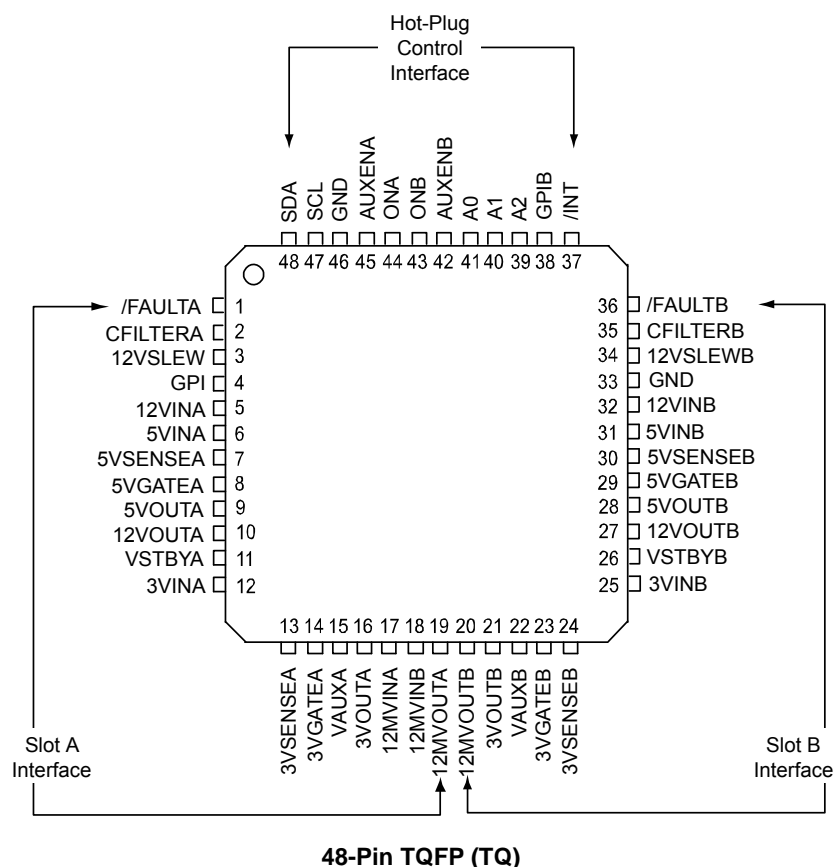 Hot-Plug
Control
Interface
SDA
SCL
GND
AUXENA
ONA
ONB
AUXENB
A0
A1
A2
GPIB
/INT
48 47 46 45 44 43 42 41 40 39 38 37
/FAULTA 1
CFILTERA 2
12VSLEW 3
GPI 4
12VINA 5
5VINA 6
5VSENSEA 7
5VGATEA 8
5VOUTA 9
12VOUTA 10
VSTBYA 11
3VINA 12
36 /FAULTB
35 CFILTERB
34 12VSLEWB
33 GND
32 12VINB
31 5VINB
30 5VSENSEB
29 5VGATEB
28 5VOUTB
27 12VOUTB
26 VSTBYB
25 3VINB
13 14 15 16 17 18 19 20 21 22 23 24
3VSENSEA
3VGATEA
VAUXA
3VOUTA
12MVINA
12MVINB
12MVOUTA
12MVOUTB
3VOUTB
VAUXB
3VGATEB
3VSENSEB
Slot A
Interface
Slot B
Interface
48-Pin TQFP (TQ)